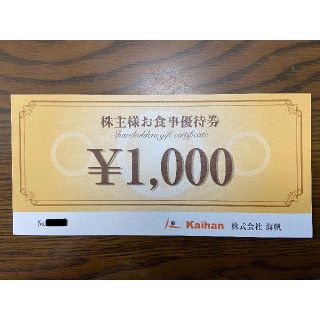 株主様お食事優待券
Shareholders gift certificate
¥1,000
No.
Kaihan 株式会社 海帆